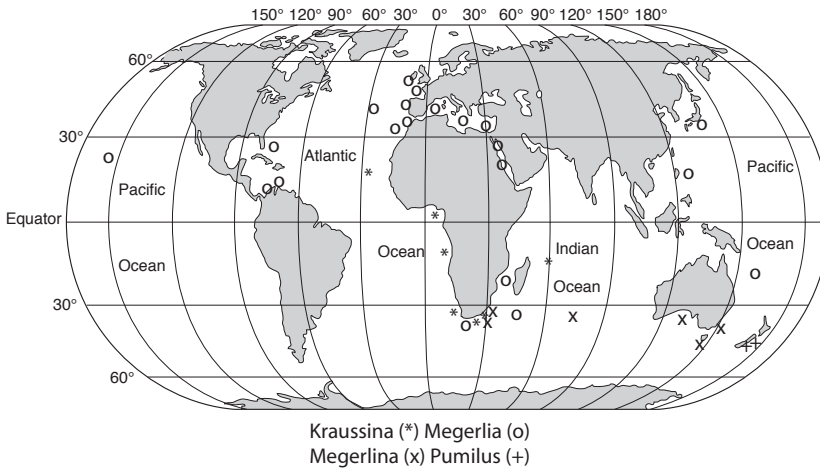 150° 120° 90° 60° 30° 0° 30° 60° 90° 120° 150° 180°
60°
30°
Atlantic
Pacific
Pacific
Equator
Ocean
Indian
Ocean
Ocean
Ocean
30°
60°
Kraussina (*) Megerlia (o)
Megerlina (x) Pumilus (+)